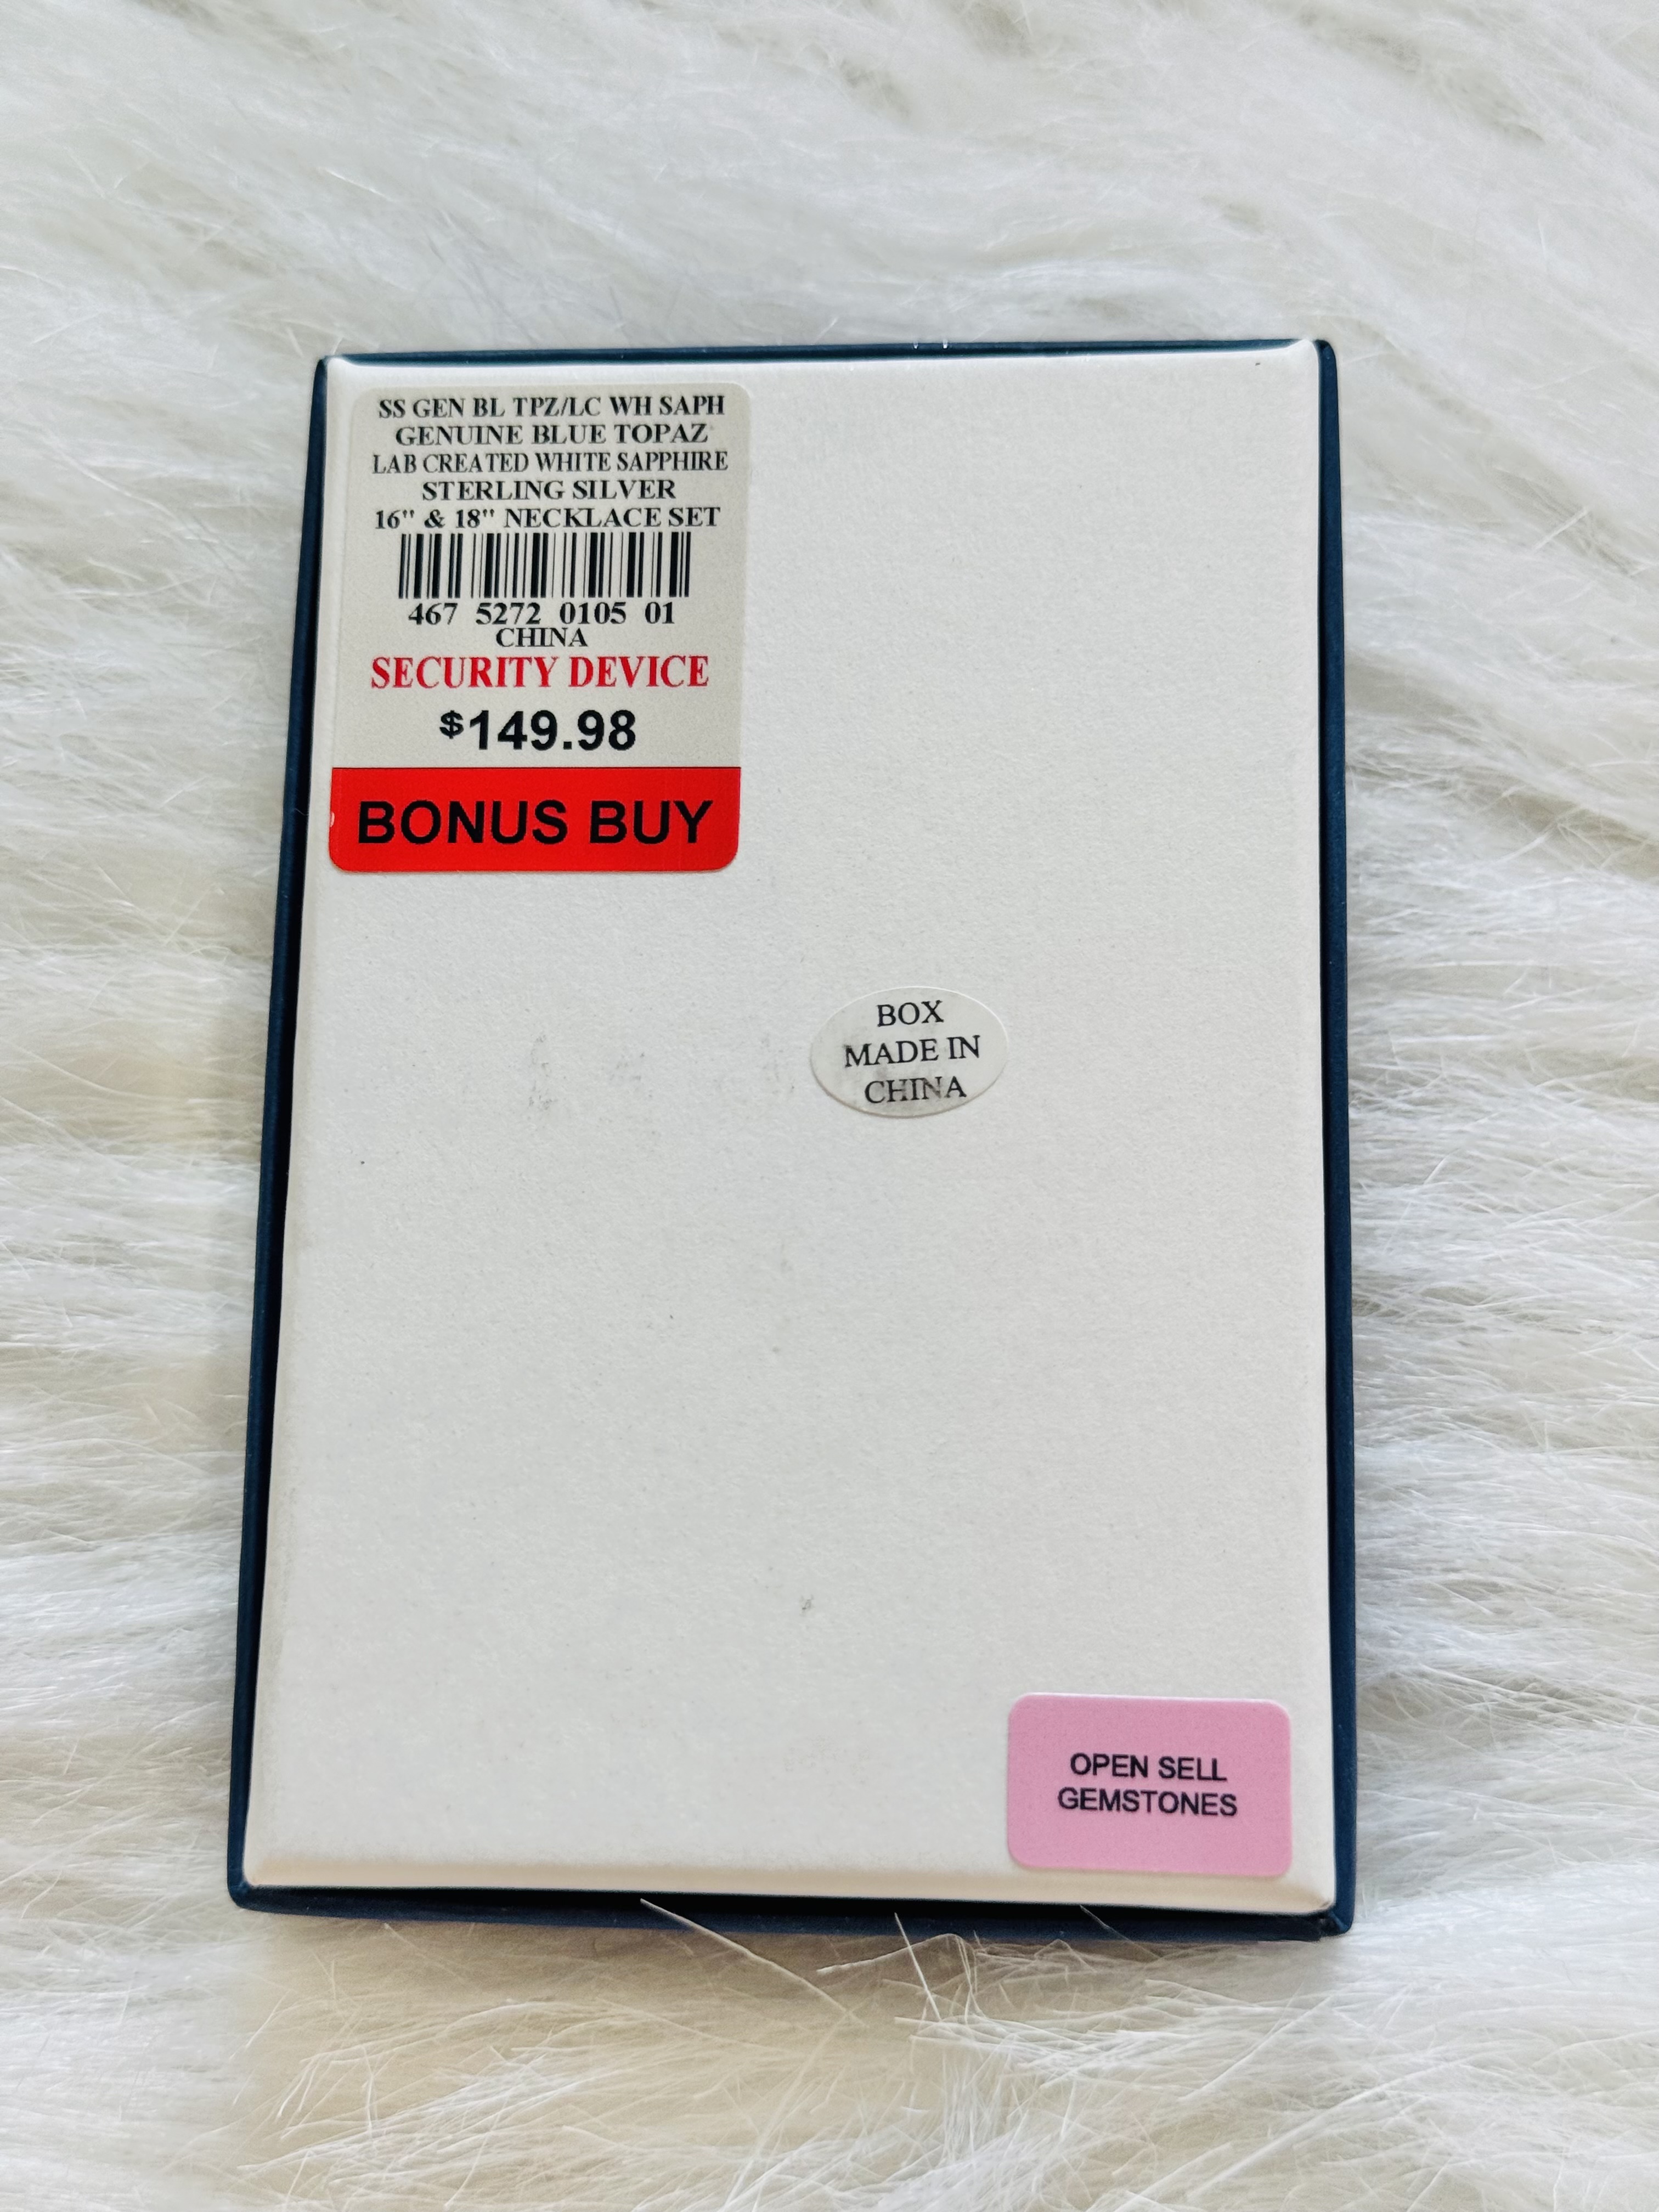 SS GEN BL TPZ/LC WH SAPH
GENUINE BLUE TOPAZ
LAB CREATED WHITE SAPPHIRE
STERLING SILVER
16" & 18" NECKLACE SET
467 5272 0105 01
CHINA
SECURITY DEVICE
$149.98
BONUS BUY
BOX
MADE IN
CHINA
OPEN SELL
GEMSTONES